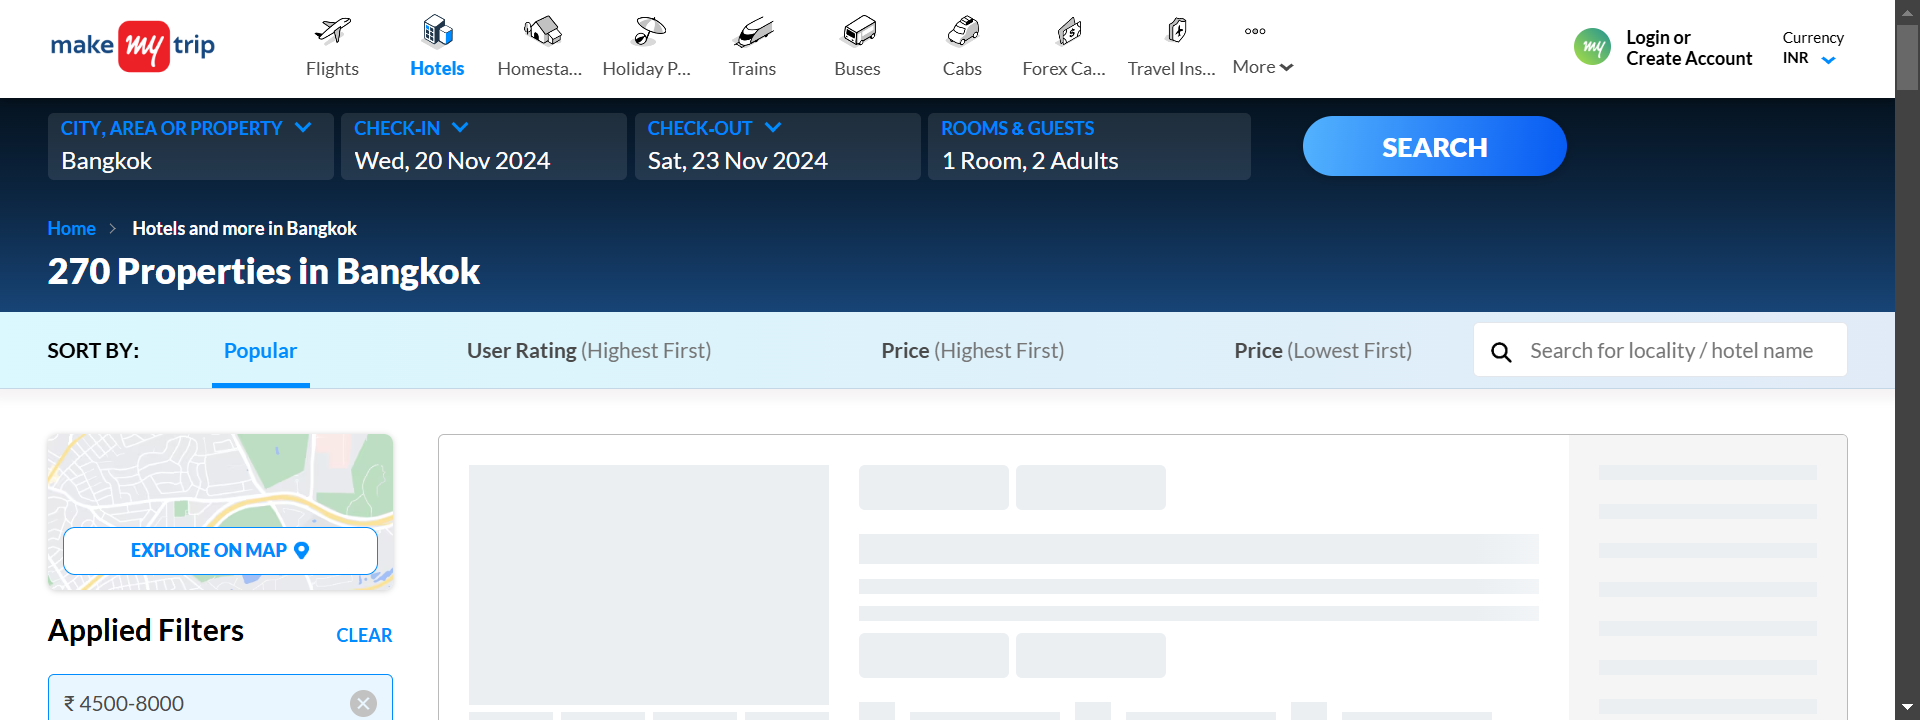 make my trip
Flights
Hotels
Homesta...
Holiday P...
Trains
Buses
Cabs
Forex Ca...
Travel Ins...
More
my
Login or
Create Account
Currency
INR
CITY, AREA OR PROPERTY
Bangkok
CHECK-IN
Wed, 20 Nov 2024
CHECK-OUT
Sat, 23 Nov 2024
ROOMS & GUESTS
1 Room, 2 Adults
SEARCH
Home > Hotels and more in Bangkok
270 Properties in Bangkok
SORT BY:
Popular
User Rating (Highest First)
Price (Highest First)
Price (Lowest First)
Search for locality / hotel name
EXPLORE ON MAP
Applied Filters
CLEAR
₹ 4500-8000